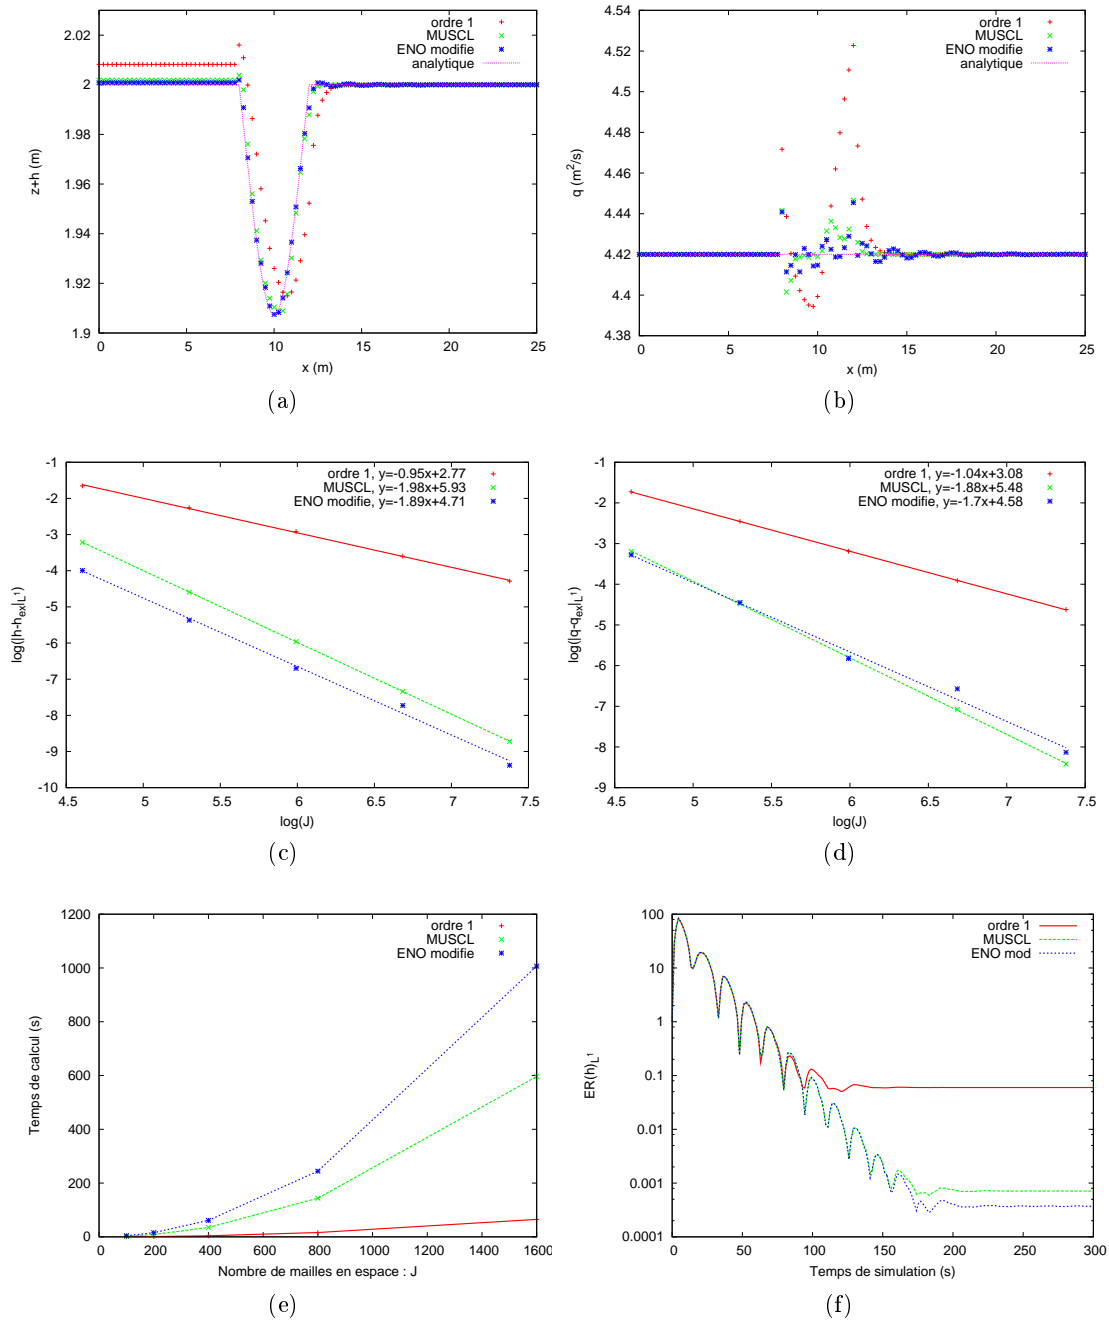 2.02
2
1.98
1.96
1.94
1.92
1.9
z+h (m)
ordre 1
MUSCL
ENO modifie
analytique
0 5 10 15 20 25
x (m)
(a)
4.54
4.52
4.5
4.48
4.46
4.44
4.42
4.4
4.38
q (m²/s)
ordre 1
MUSCL
ENO modifie
analytique
0 5 10 15 20 25
x (m)
(b)
-1
-2
-3
-4
-5
-6
-7
-8
-9
-10
log(|h-h_ex|_L¹)
ordre 1, y=-0.95x+2.77
MUSCL, y=-1.98x+5.93
ENO modifie, y=-1.89x+4.71
4.5 5 5.5 6 6.5 7 7.5
log(J)
(c)
-1
-2
-3
-4
-5
-6
-7
-8
-9
log(|q-q_ex|_L¹)
ordre 1, y=-1.04x+3.08
MUSCL, y=-1.88x+5.48
ENO modifie, y=-1.7x+4.58
4.5 5 5.5 6 6.5 7 7.5
log(J)
(d)
1200
1000
800
600
400
200
0
Temps de calcul (s)
ordre 1
MUSCL
ENO modifie
0 200 400 600 800 1000 1200 1400 1600
Nombre de mailles en espace : J
(e)
100
10
1
0.1
0.01
0.001
0.0001
ER(h)_L¹
ordre 1
MUSCL
ENO mod
0 50 100 150 200 250 300
Temps de simulation (s)
(f)